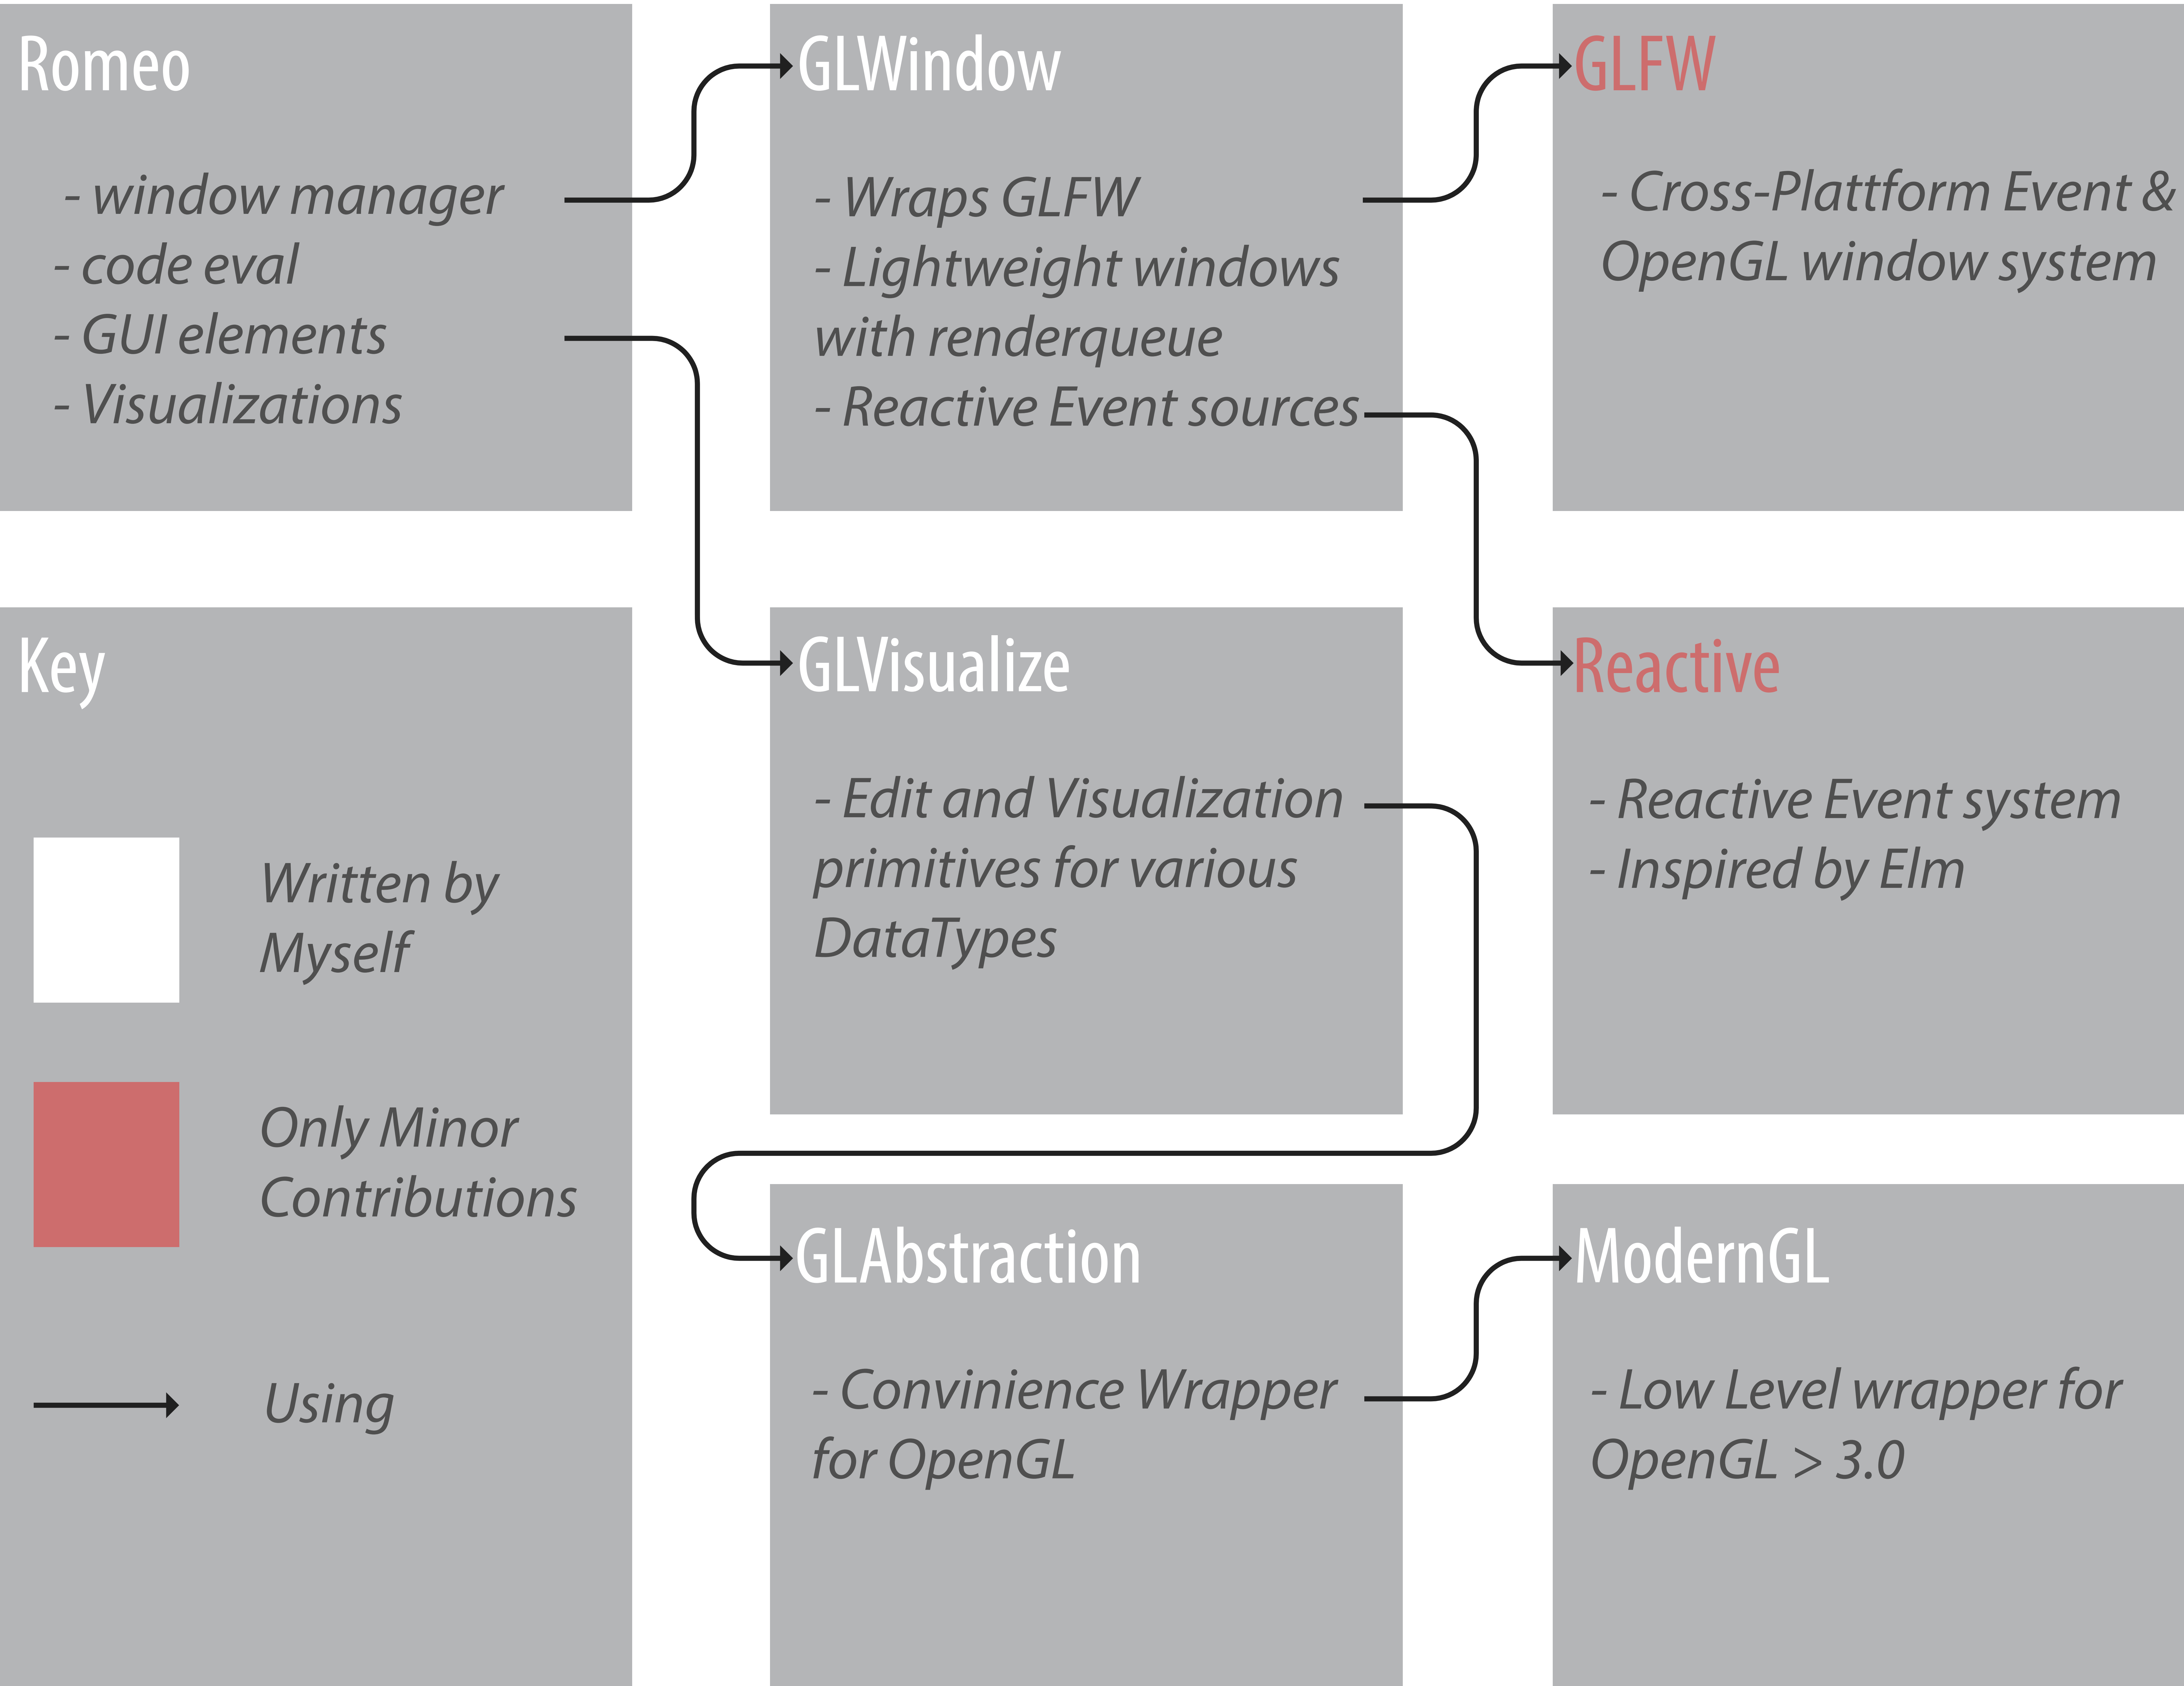 Romeo
- window manager
- code eval
- GUI elements
- Visualizations
GLWindow
- Wraps GLFW
- Lightweight windows
with renderqueue
- Reactive Event sources
GLFW
- Cross-Plattform Event &
OpenGL window system
Key
Written by
Myself
Only Minor
Contributions
Using
GLVisualize
- Edit and Visualization
primitives for various
DataTypes
Reactive
- Reactive Event system
- Inspired by Elm
GLAbstraction
- Convinience Wrapper
for OpenGL
ModernGL
- Low Level wrapper for
OpenGL > 3.0